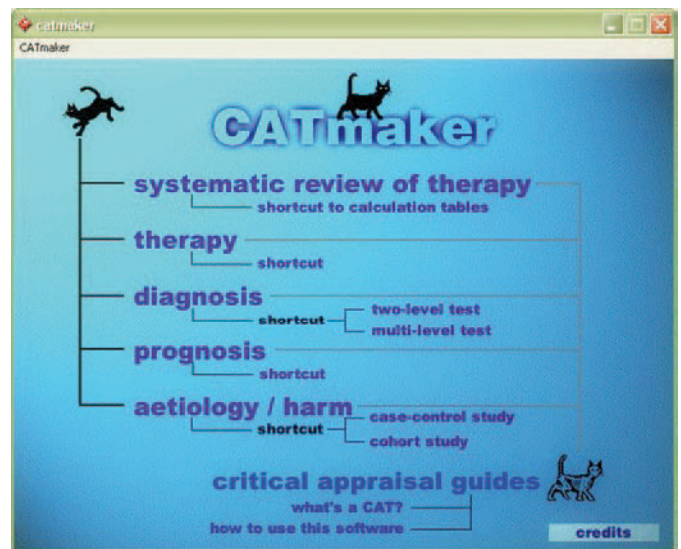 catmaker
CATmaker
CATmaker
systematic review of therapy
shortcut to calculation tables
therapy
shortcut
diagnosis
shortcut
two-level test
multi-level test
prognosis
shortcut
aetiology / harm
shortcut
case-control study
cohort study
critical appraisal guides
what's a CAT?
how to use this software
credits